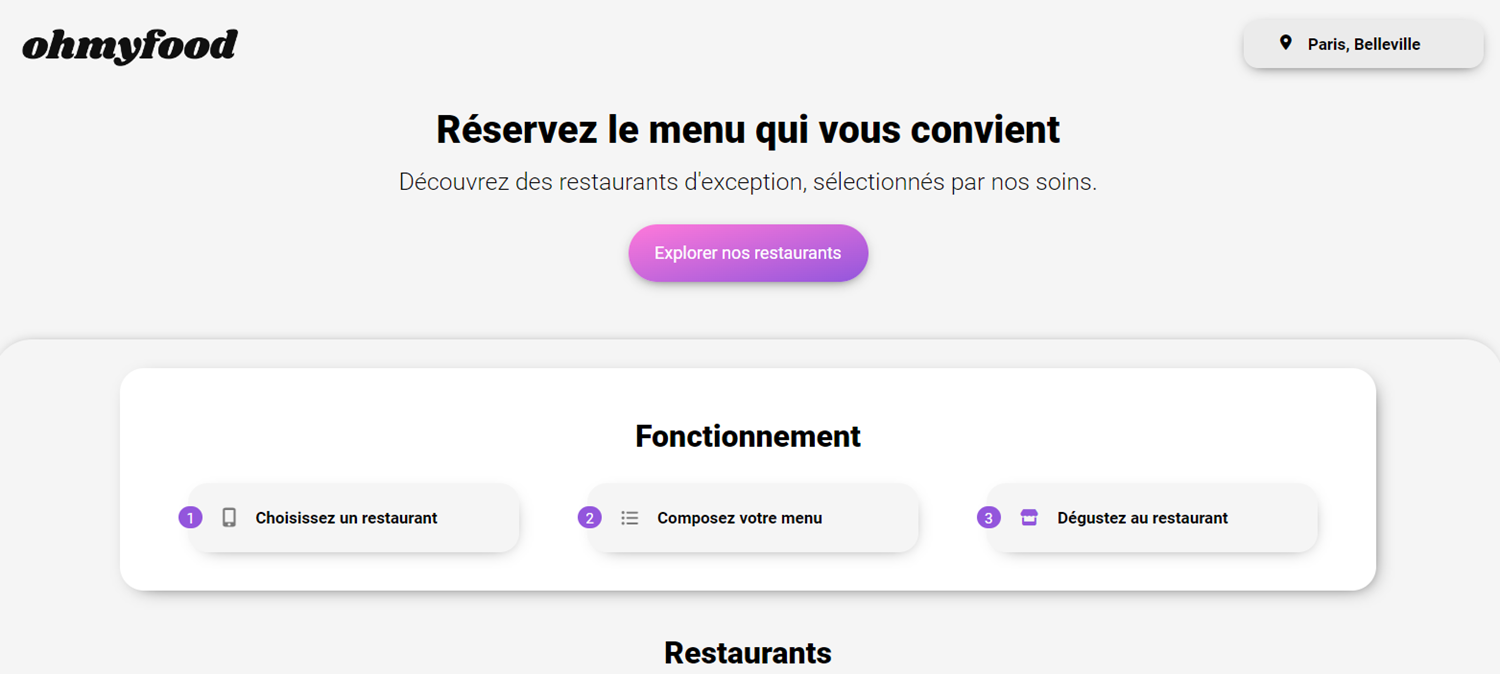 ohmyfood
Paris, Belleville
Réservez le menu qui vous convient
Découvrez des restaurants d'exception, sélectionnés par nos soins.
Explorer nos restaurants
Fonctionnement
1 Choisissez un restaurant
2 Composez votre menu
3 Dégustez au restaurant
Restaurants